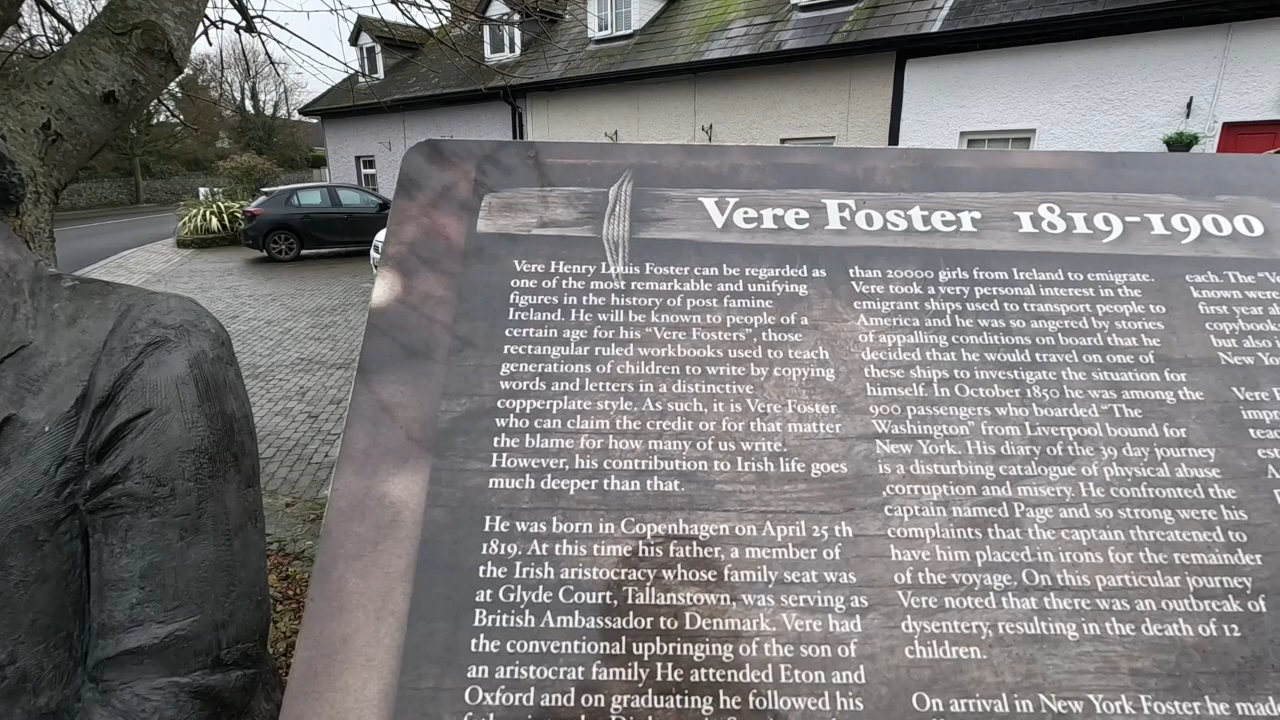 Vere Foster 1819-1900
Vere Henry Louis Foster can be regarded as
one of the most remarkable and unifying
figures in the history of post famine
Ireland. He will be known to people of a
certain age for his “Vere Fosters”, those
rectangular ruled workbooks used to teach
generations of children to write by copying
words and letters in a distinctive
copperplate style. As such, it is Vere Foster
who can claim the credit or for that matter
the blame for how many of us write.
However, his contribution to Irish life goes
much deeper than that.
He was born in Copenhagen on April 25 th
1819. At this time his father, a member of
the Irish aristocracy whose family seat was
at Glyde Court, Tallanstown, was serving as
British Ambassador to Denmark. Vere had
the conventional upbringing of the son of
an aristocrat family He attended Eton and
Oxford and on graduating he followed his
than 20000 girls from Ireland to emigrate.
Vere took a very personal interest in the
emigrant ships used to transport people to
America and he was so angered by stories
of appalling conditions on board that he
decided that he would travel on one of
these ships to investigate the situation for
himself. In October 1850 he was among the
900 passengers who boarded “The
Washington” from Liverpool bound for
New York. His diary of the 39 day journey
is a disturbing catalogue of physical abuse
,corruption and misery. He confronted the
captain named Page and so strong were his
complaints that the captain threatened to
have him placed in irons for the remainder
of the voyage. On this particular journey
Vere noted that there was an outbreak of
dysentery, resulting in the death of 12
children.
On arrival in New York Foster he made
each. The
known were
first year
copybook
but also
New